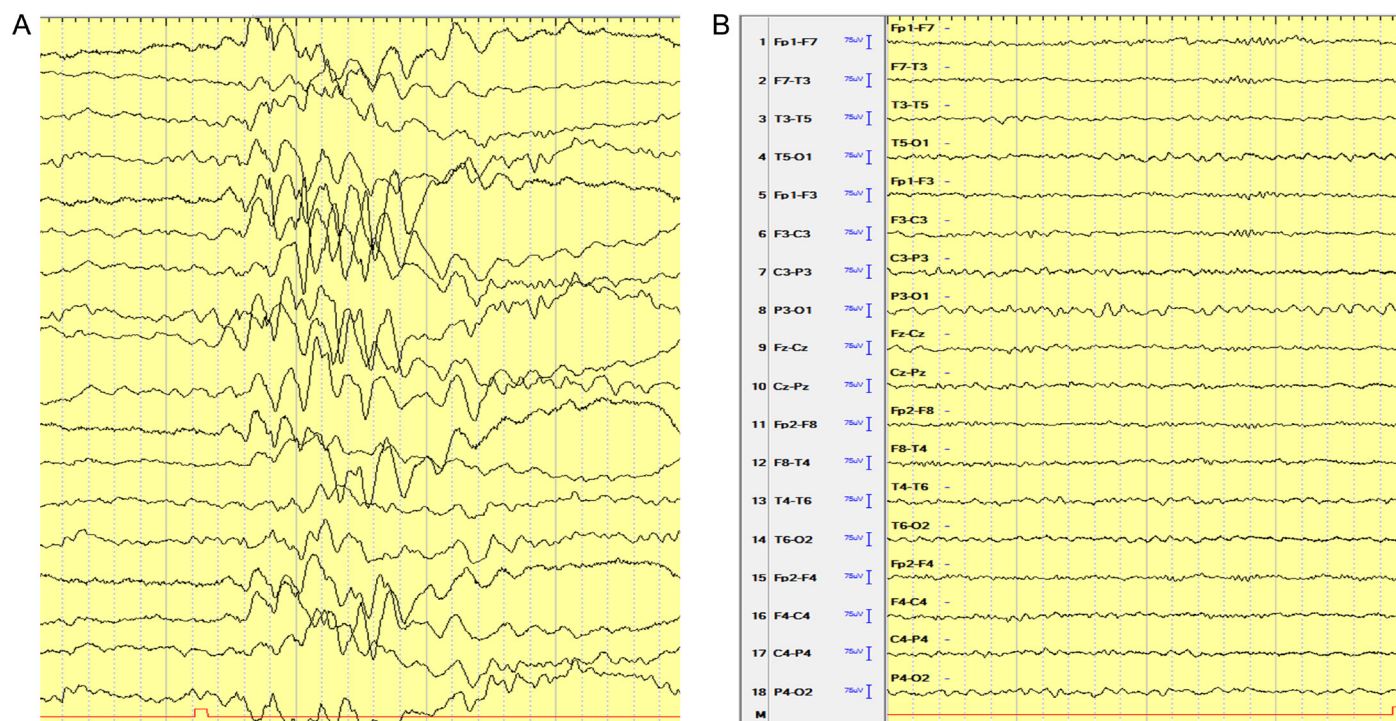 A
B
1 Fp1-F7 75uV Fp1-F7
2 F7-T3 75uV F7-T3
3 T3-T5 75uV T3-T5
4 T5-O1 75uV T5-O1
5 Fp1-F3 75uV Fp1-F3
6 F3-C3 75uV F3-C3
7 C3-P3 75uV C3-P3
8 P3-O1 75uV P3-O1
9 Fz-Cz 75uV Fz-Cz
10 Cz-Pz 75uV Cz-Pz
11 Fp2-F8 75uV Fp2-F8
12 F8-T4 75uV F8-T4
13 T4-T6 75uV T4-T6
14 T6-O2 75uV T6-O2
15 Fp2-F4 75uV Fp2-F4
16 F4-C4 75uV F4-C4
17 C4-P4 75uV C4-P4
18 P4-O2 75uV P4-O2
M